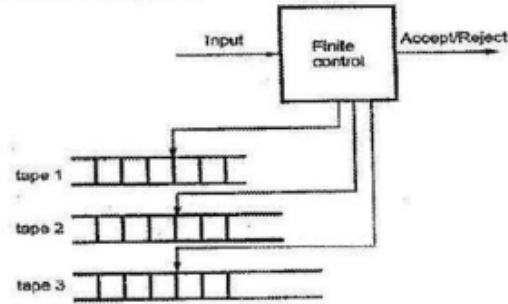 Input
Finite
control
Accept/Reject
tape 1
tape 2
tape 3